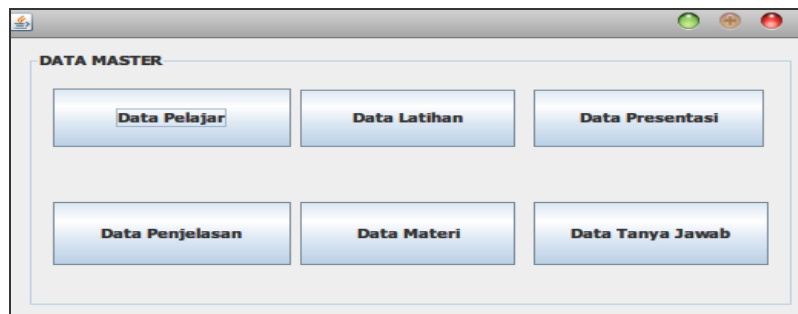 DATA MASTER
Data Pelajar Data Latihan Data Presentasi
Data Penjelasan Data Materi Data Tanya Jawab